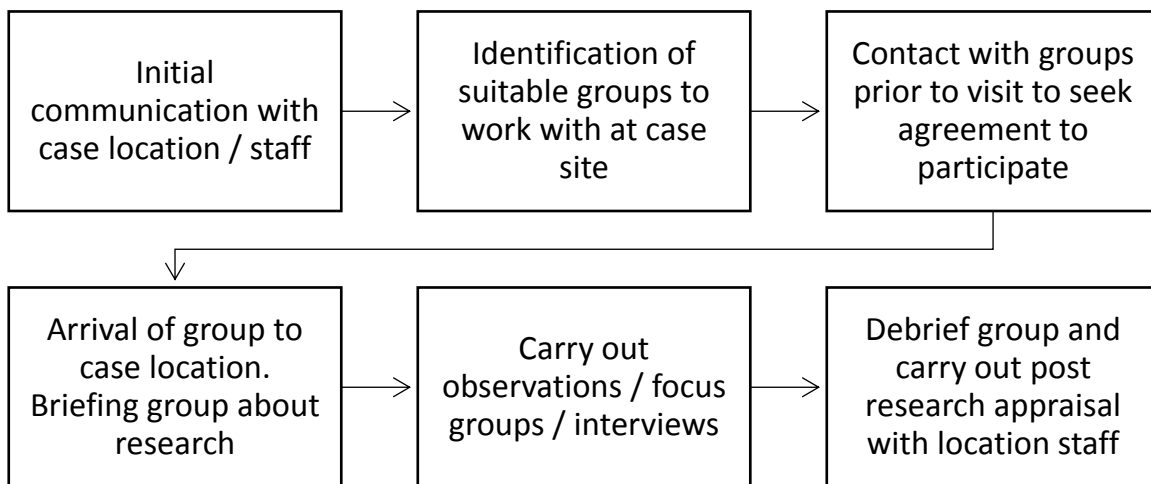 Initial
communication with
case location / staff
Identification of
suitable groups to
work with at case
site
Contact with groups
prior to visit to seek
agreement to
participate
Arrival of group to
case location.
Briefing group about
research
Carry out
observations / focus
groups / interviews
Debrief group and
carry out post
research appraisal
with location staff